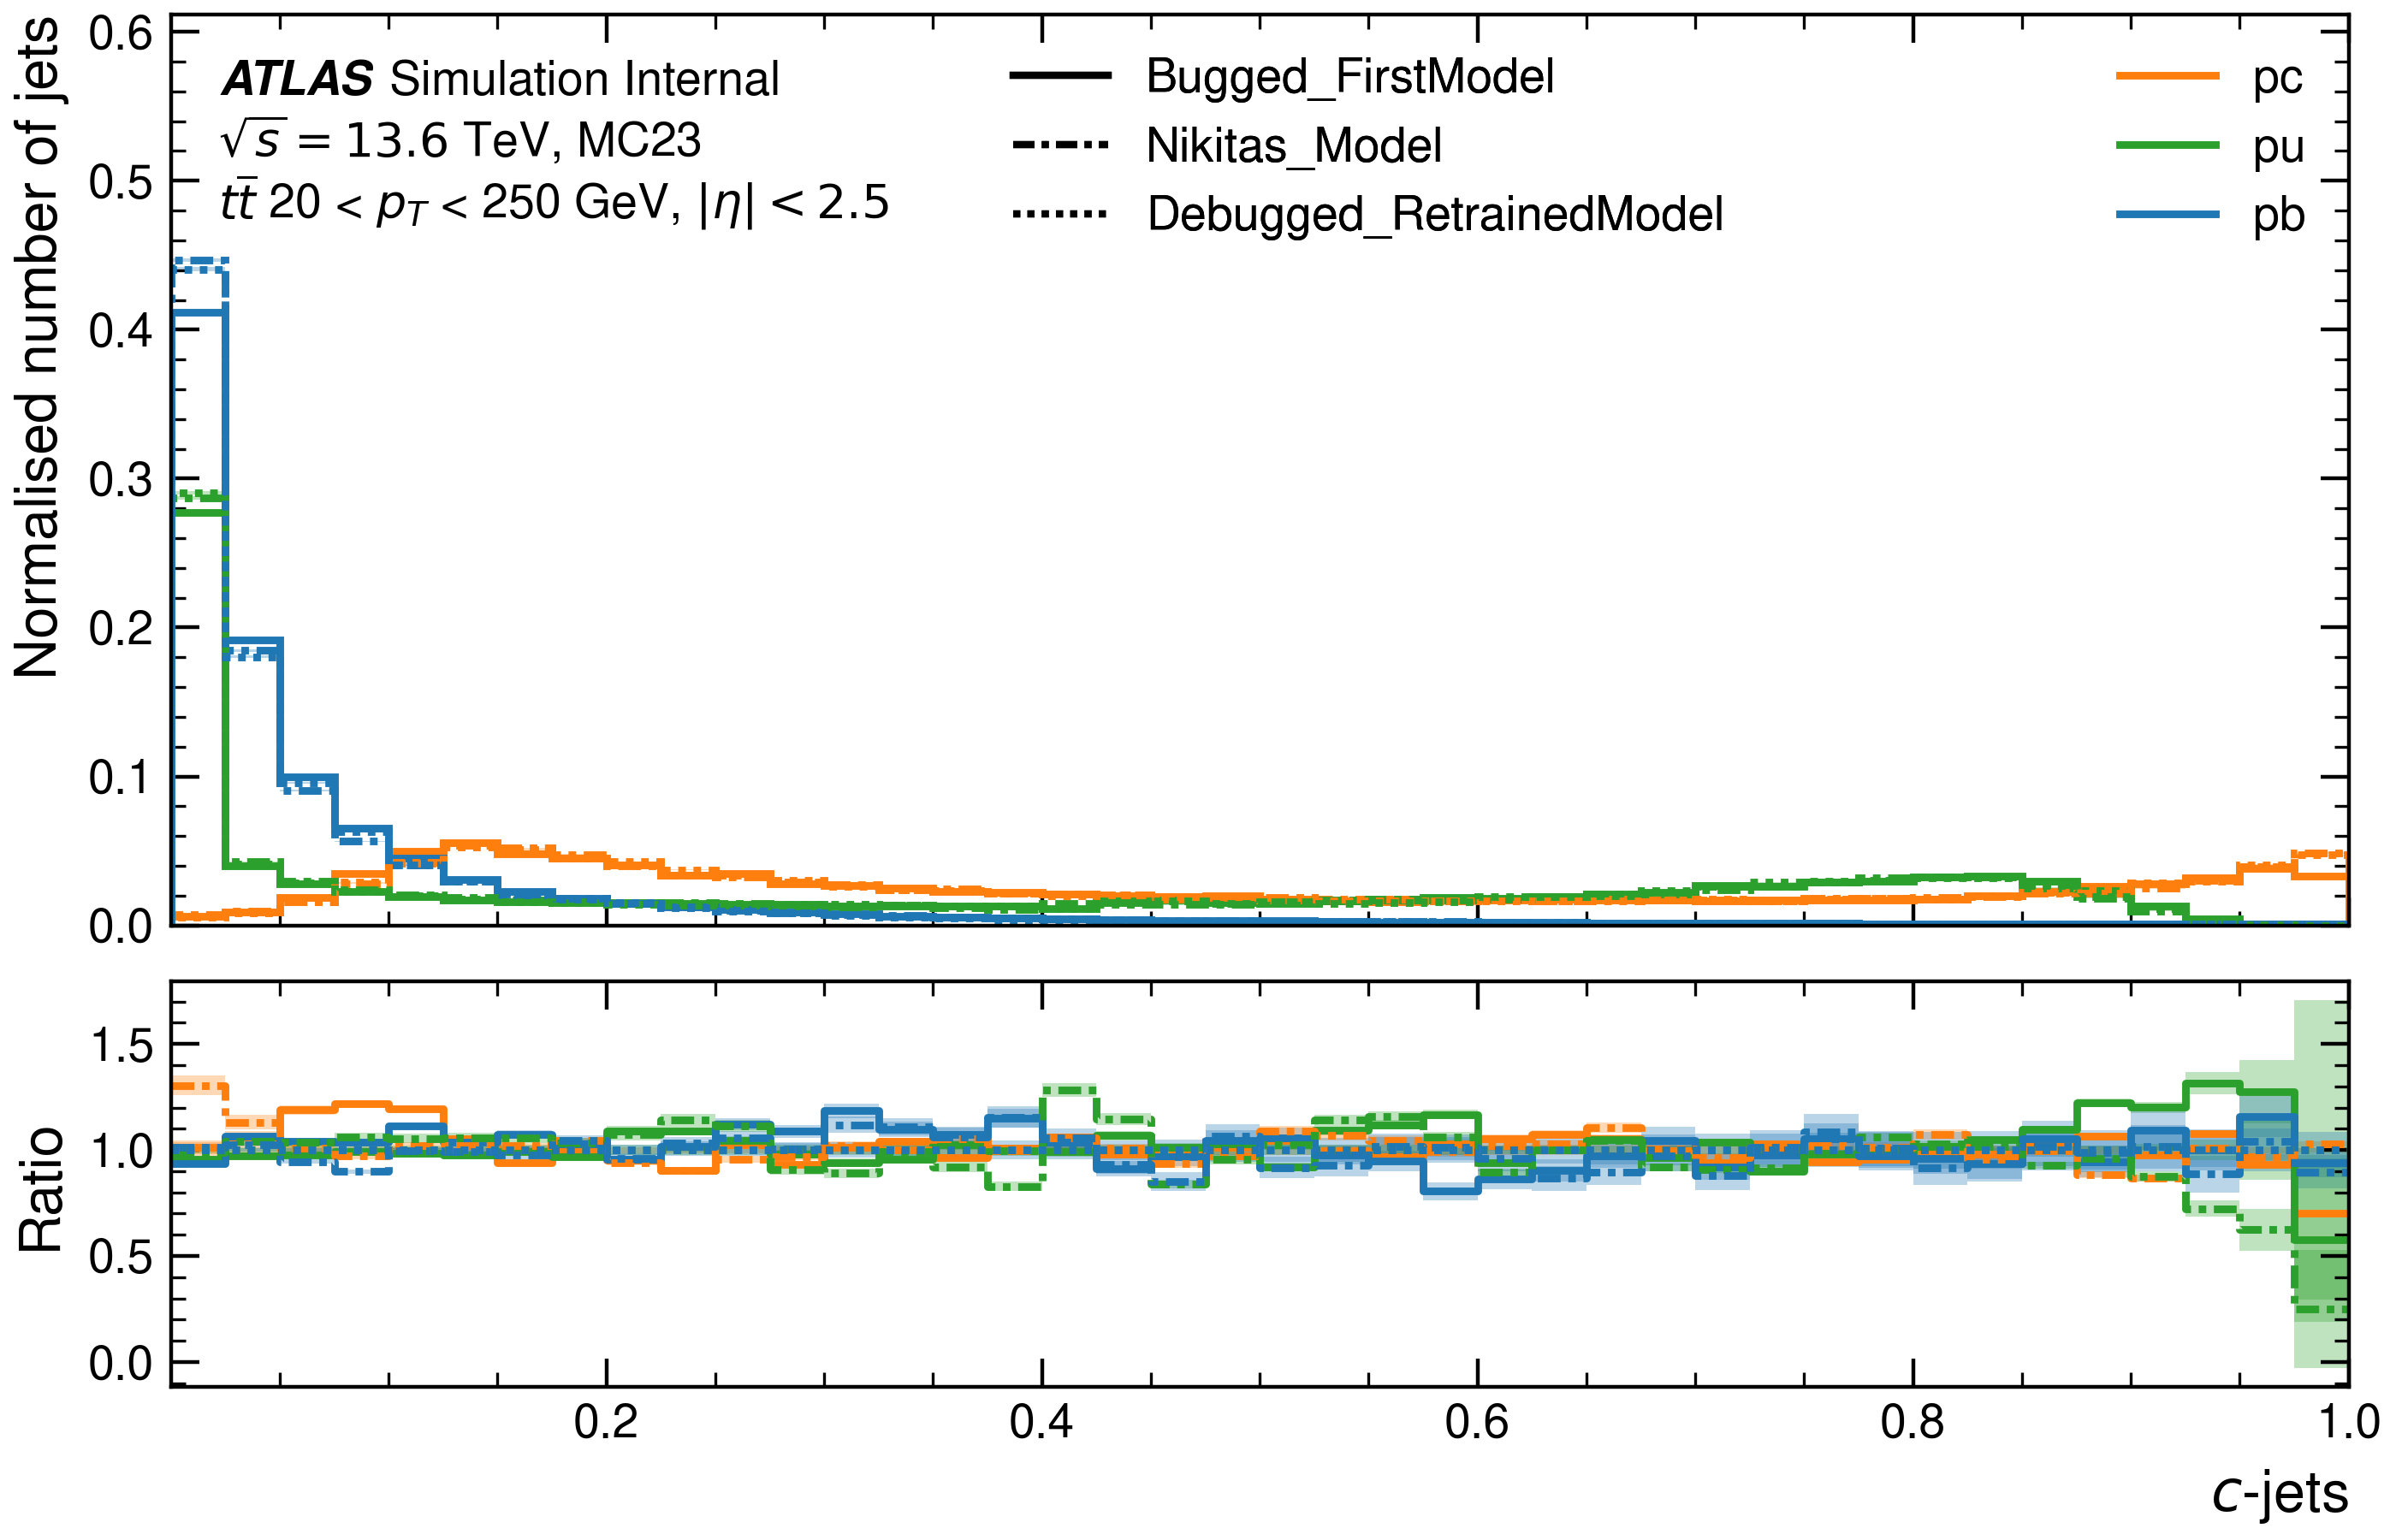 ATLAS Simulation Internal
√s = 13.6 TeV, MC23
tt̄ 20 < p_T < 250 GeV, |η| < 2.5
Bugged_FirstModel
Nikitas_Model
Debugged_RetrainedModel
pc
pu
pb
Normalised number of jets
0.6
0.5
0.4
0.3
0.2
0.1
0.0
Ratio
1.5
1.0
0.5
0.0
0.2
0.4
0.6
0.8
1.0
c-jets